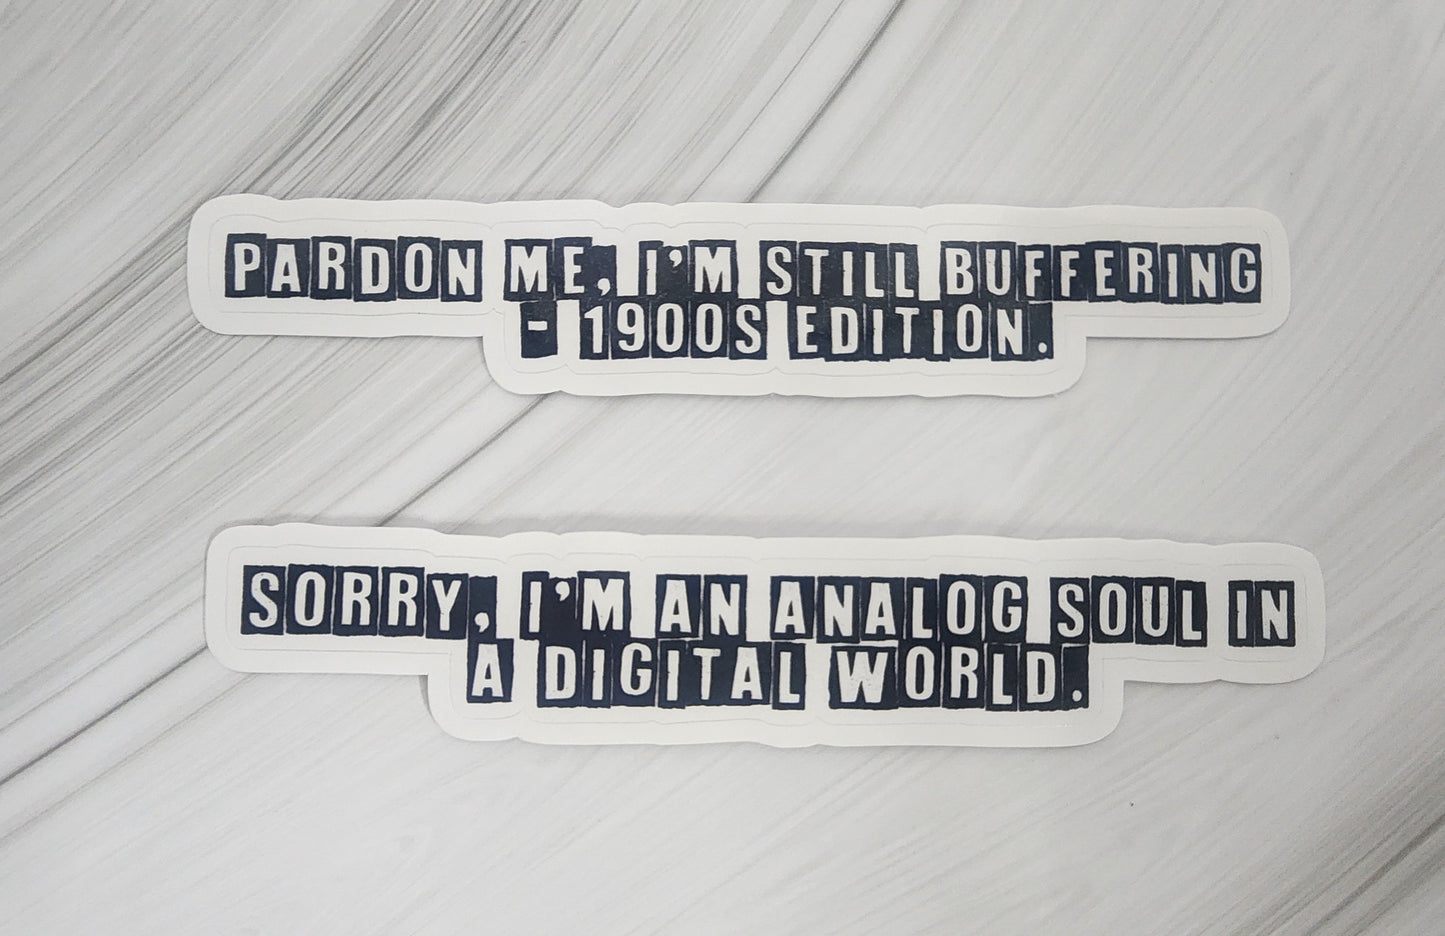 PARDON ME, I'M STILL BUFFERING
- 1900S EDITION.
SORRY, I'M AN ANALOG SOUL IN
A DIGITAL WORLD.